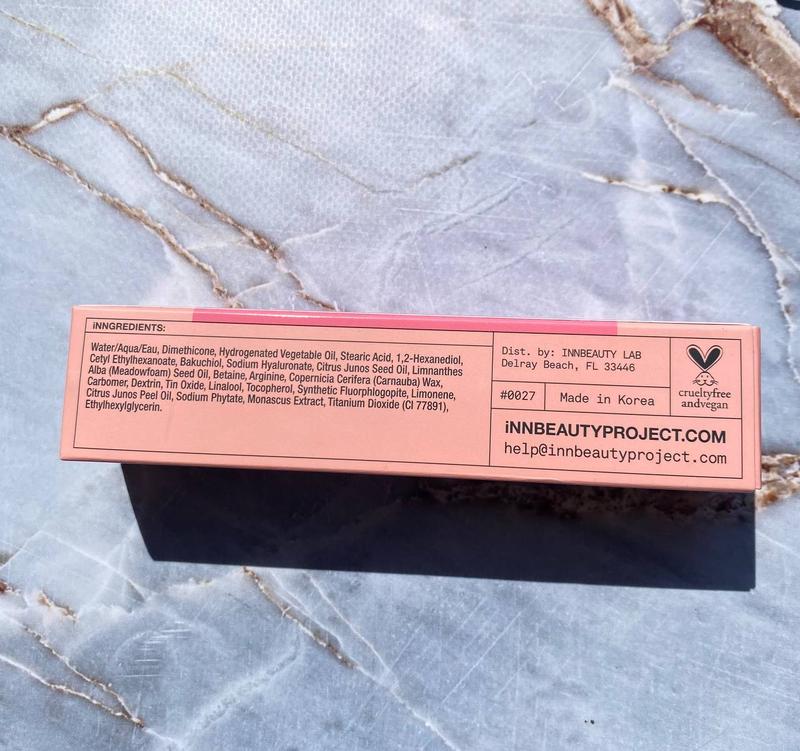 iNNGREDIENTS:
Water/Aqua/Eau, Dimethicone, Hydrogenated Vegetable Oil, Stearic Acid, 1,2-Hexanediol,
Cetyl Ethylhexanoate, Bakuchiol, Sodium Hyaluronate, Citrus Junos Seed Oil, Limnanthes
Alba (Meadowfoam) Seed Oil, Betaine, Arginine, Copernicia Cerifera (Carnauba) Wax,
Carbomer, Dextrin, Tin Oxide, Linalool, Tocopherol, Synthetic Fluorphlogopite, Limonene,
Citrus Junos Peel Oil, Sodium Phytate, Monascus Extract, Titanium Dioxide (CI 77891),
Ethylhexylglycerin.
Dist. by: INNBEAUTY LAB
Delray Beach, FL 33446
#0027
Made in Korea
crueltyfree
andvegan
iNNBEAUTYPROJECT.COM
help@innbeautyproject.com